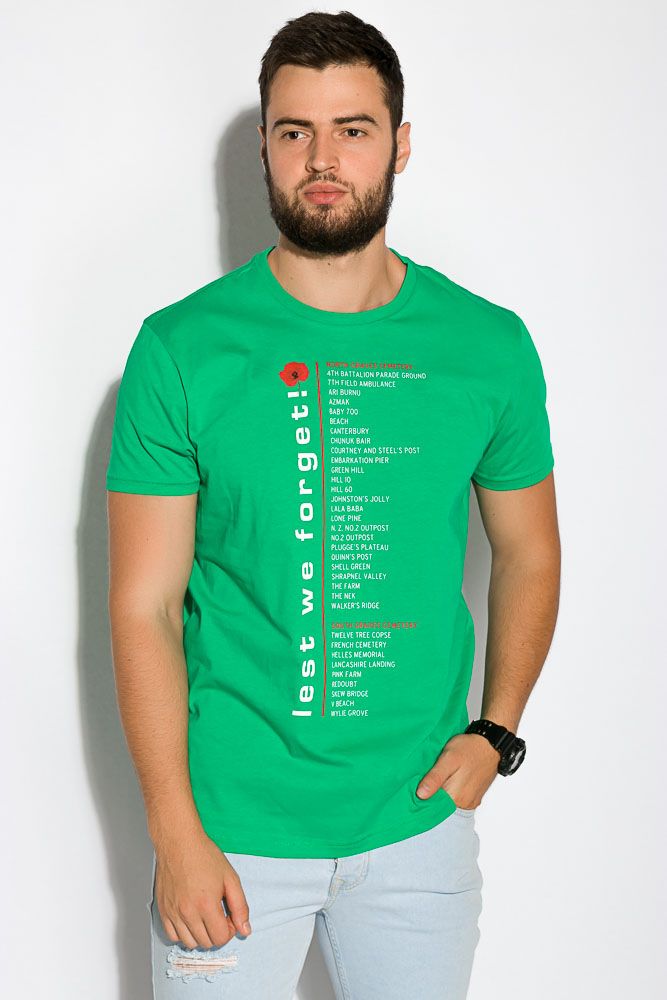 lest we forget!
4TH BATTALION PARADE GROUND
7TH FIELD AMBULANCE
ARI BURNU
AZMAK
BABY 700
BEACH
CANTERBURY
CHUNUK BAIR
COURTNEY AND STEEL'S POST
EMBARKATION PIER
GREEN HILL
HILL 10
HILL 60
JOHNSTON'S JOLLY
LALA BABA
LONE PINE
N. Z. NO.2 OUTPOST
NO.2 OUTPOST
PLUGGE'S PLATEAU
QUINN'S POST
SHELL GREEN
SHRAPNEL VALLEY
THE FARM
THE NEK
WALKER'S RIDGE
CEMETERY
TWELVE TREE COPSE
FRENCH CEMETERY
HELLES MEMORIAL
LANCASHIRE LANDING
PINK FARM
REDOUBT
SKEW BRIDGE
V BEACH
WYLIE GROVE